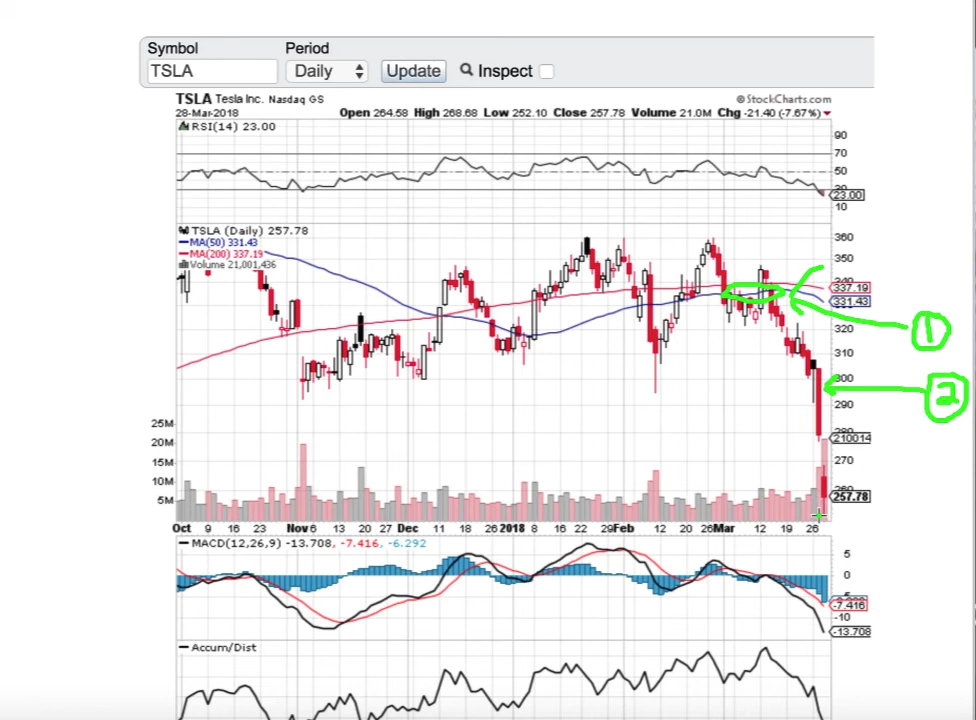 Symbol Period
TSLA Daily Update Inspect
TSLA Tesla Inc. Nasdaq GS © StockCharts.com
28-Mar-2018 Open 264.58 High 268.68 Low 252.10 Close 257.78 Volume 21.0M Chg -21.40 (-7.67%)
RSI(14) 23.00
90
70
50
30
23.00
10
TSLA (Daily) 257.78
MA(50) 331.43
MA(200) 337.19
Volume 21,001,436
360
350
340
337.19
331.43
320
310
300
290
280
270
260
257.78
210014
1
2
25M
20M
15M
10M
5M
Oct 9 16 23 Nov 6 13 20 27 Dec 11 18 26 2018 8 16 22 29 Feb 12 20 26 Mar 12 19 26
MACD(12,26,9) -13.708, -7.416, -6.292
5
0
-5
-7.416
-10
-13.708
Accum/Dist